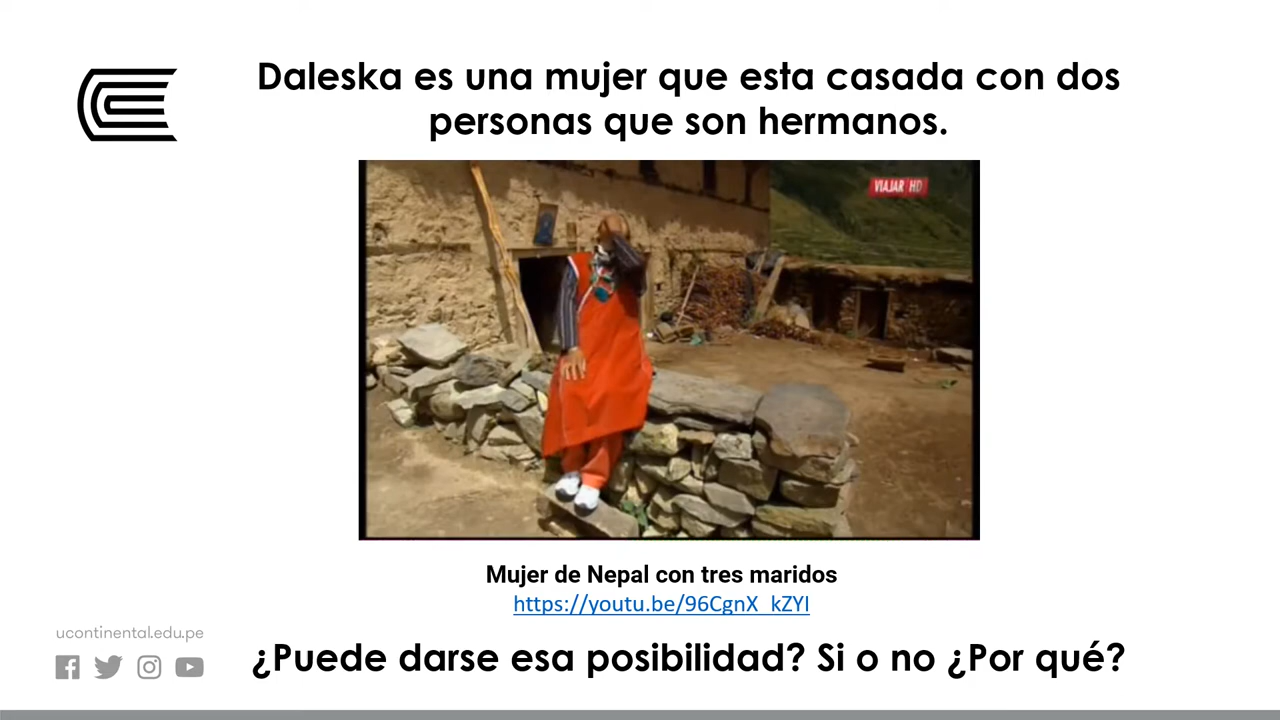 Daleska es una mujer que esta casada con dos
personas que son hermanos.
VIAJAR HD
Mujer de Nepal con tres maridos
https://youtu.be/96CgnX_kZYI
ucontinental.edu.pe
¿Puede darse esa posibilidad? Si o no ¿Por qué?